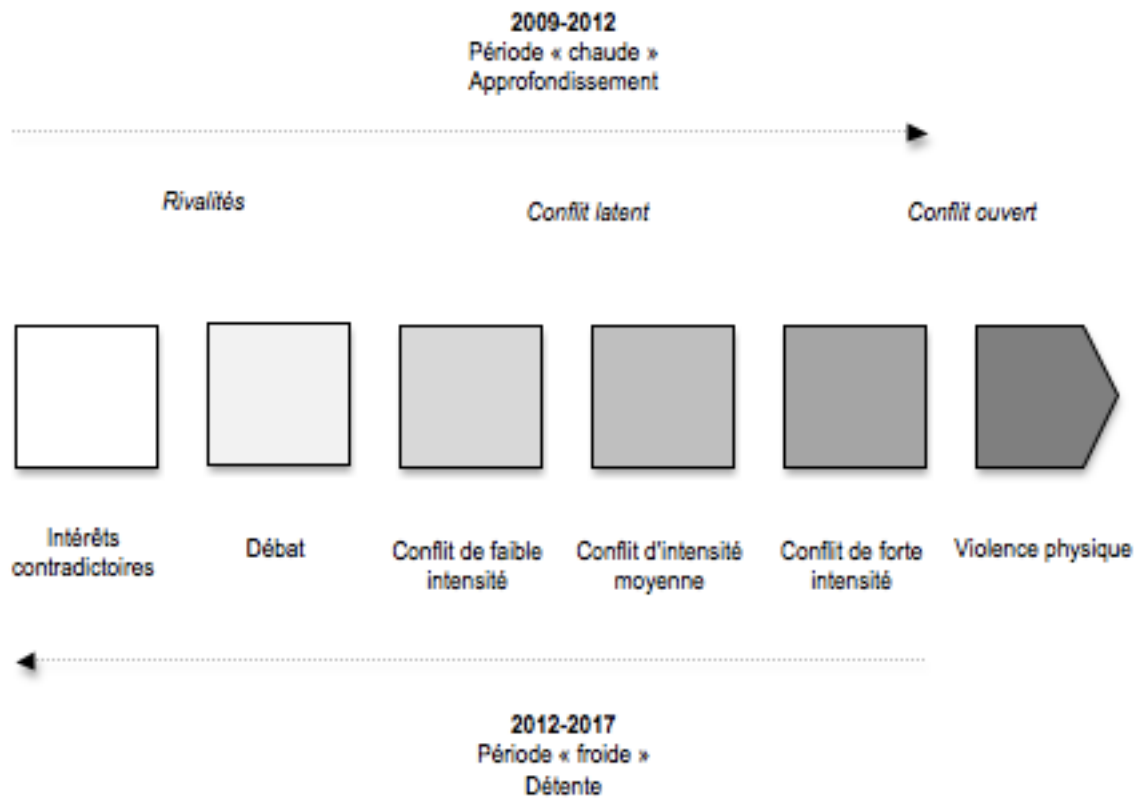 2009-2012
Période « chaude »
Approfondissement
Rivalités
Conflit latent
Conflit ouvert
Intérêts
contradictoires
Débat
Conflit de faible
intensité
Conflit d'intensité
moyenne
Conflit de forte
intensité
Violence physique
2012-2017
Période « froide »
Détente